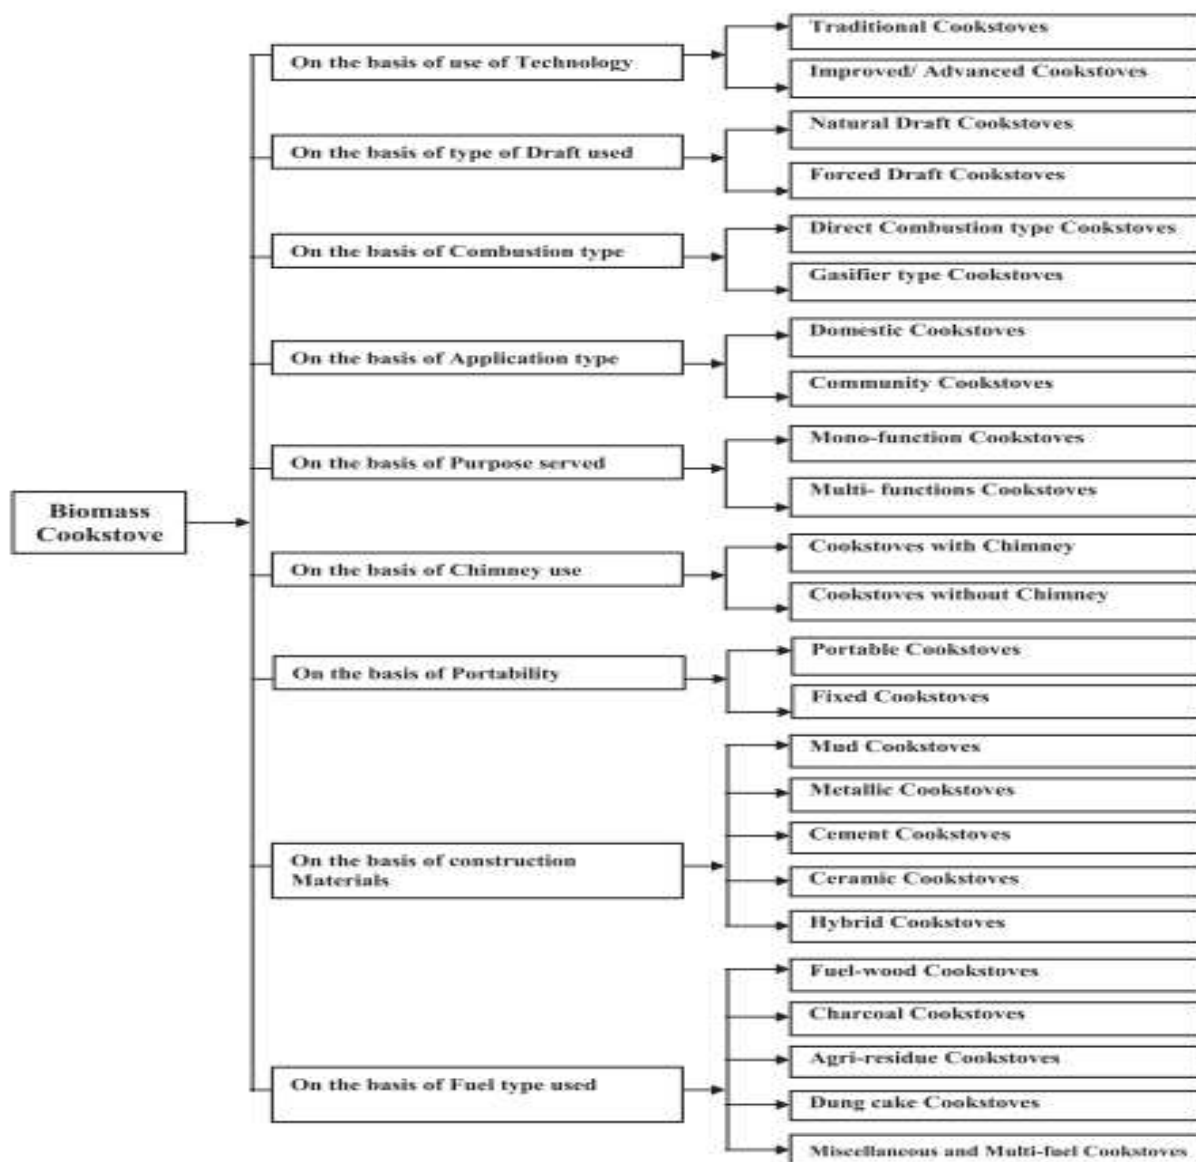 Biomass
Cookstove
On the basis of use of Technology
Traditional Cookstoves
Improved/ Advanced Cookstoves
On the basis of type of Draft used
Natural Draft Cookstoves
Forced Draft Cookstoves
On the basis of Combustion type
Direct Combustion type Cookstoves
Gasifier type Cookstoves
On the basis of Application type
Domestic Cookstoves
Community Cookstoves
On the basis of Purpose served
Mono-function Cookstoves
Multi- functions Cookstoves
On the basis of Chimney use
Cookstoves with Chimney
Cookstoves without Chimney
On the basis of Portability
Portable Cookstoves
Fixed Cookstoves
On the basis of construction
Materials
Mud Cookstoves
Metallic Cookstoves
Cement Cookstoves
Ceramic Cookstoves
Hybrid Cookstoves
On the basis of Fuel type used
Fuel-wood Cookstoves
Charcoal Cookstoves
Agri-residue Cookstoves
Dung cake Cookstoves
Miscellaneous and Multi-fuel Cookstoves